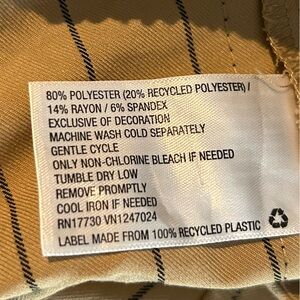 80% POLYESTER (20% RECYCLED POLYESTER) /
14% RAYON / 6% SPANDEX
EXCLUSIVE OF DECORATION
MACHINE WASH COLD SEPARATELY
GENTLE CYCLE
ONLY NON-CHLORINE BLEACH IF NEEDED
TUMBLE DRY LOW
REMOVE PROMPTLY
COOL IRON IF NEEDED
RN17730 VN1247024
LABEL MADE FROM 100% RECYCLED PLASTIC